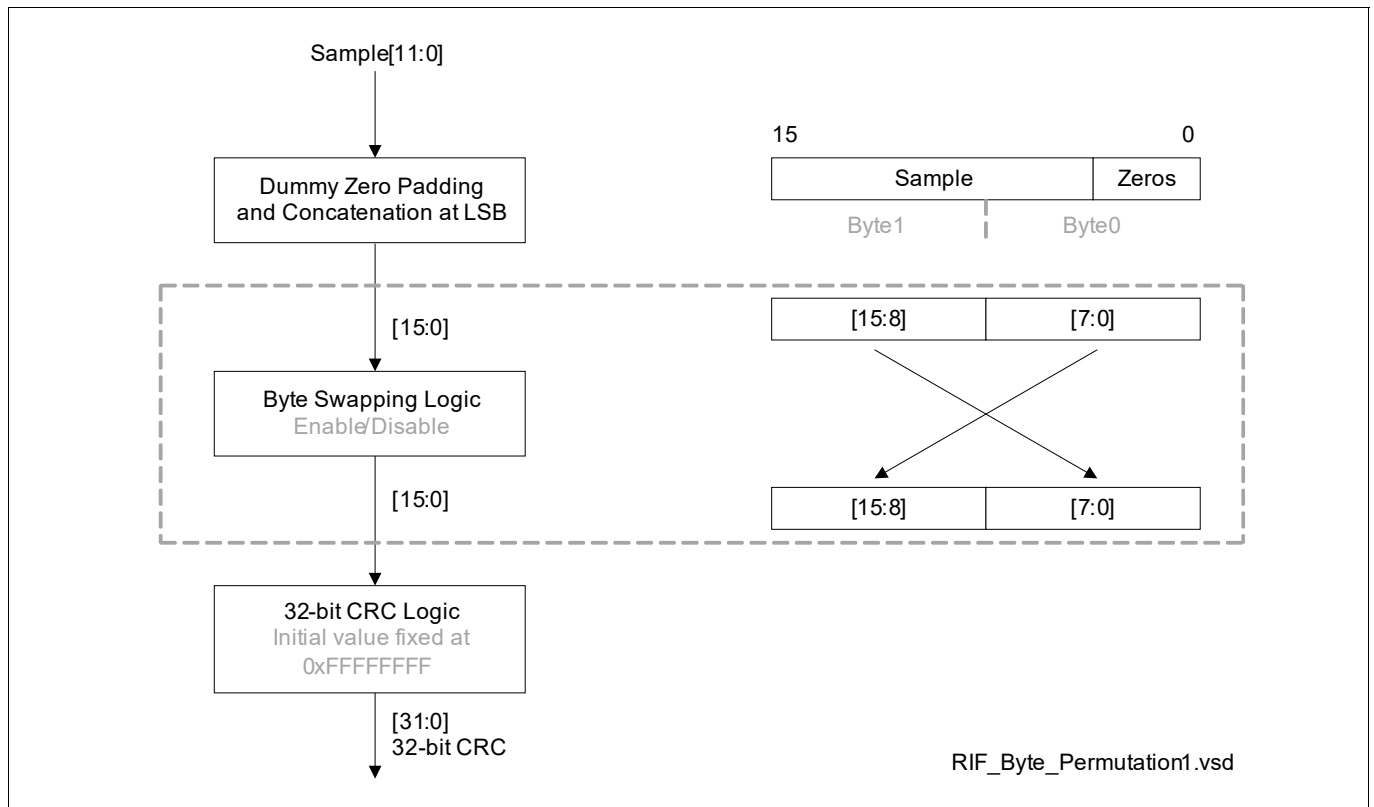 Sample[11:0]
Dummy Zero Padding
and Concatenation at LSB
15 0
Sample Zeros
Byte1 Byte0
[15:0]
[15:8] [7:0]
Byte Swapping Logic
Enable/Disable
[15:0]
[15:8] [7:0]
32-bit CRC Logic
Initial value fixed at
0xFFFFFFFF
[31:0]
32-bit CRC
RIF_Byte_Permutation1.vsd